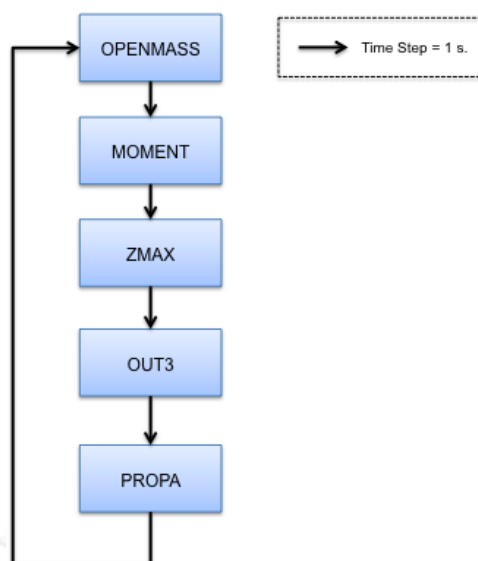 OPENMASS
Time Step = 1 s.
MOMENT
ZMAX
OUT3
PROPA